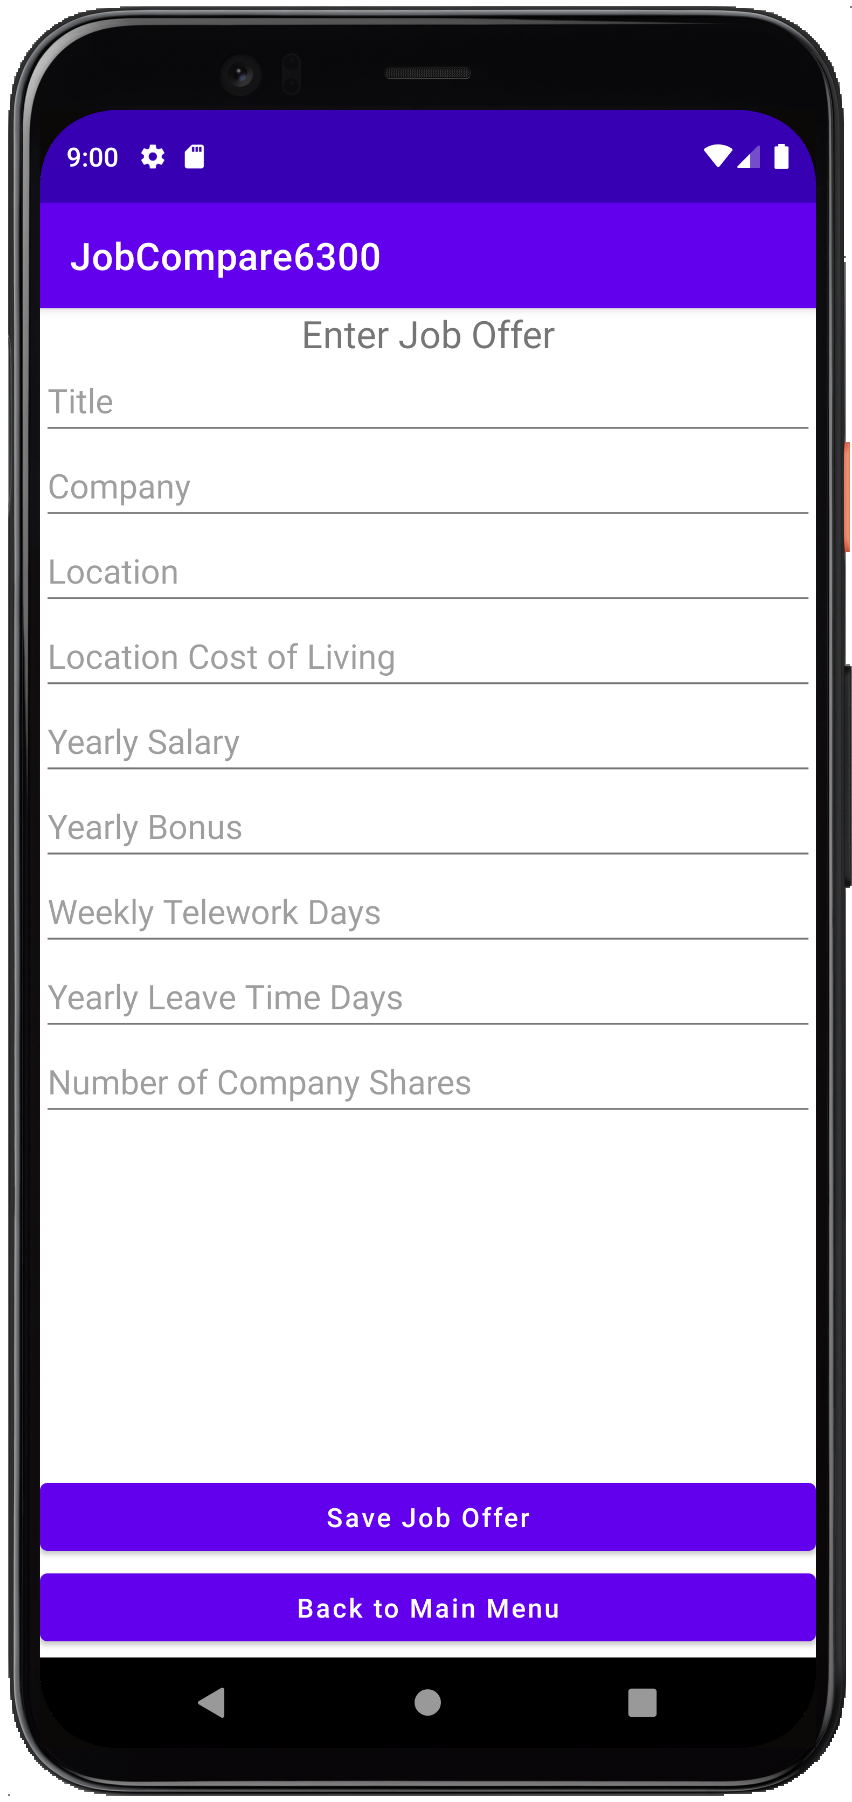 9:00
JobCompare6300
Enter Job Offer
Title
Company
Location
Location Cost of Living
Yearly Salary
Yearly Bonus
Weekly Telework Days
Yearly Leave Time Days
Number of Company Shares
Save Job Offer
Back to Main Menu